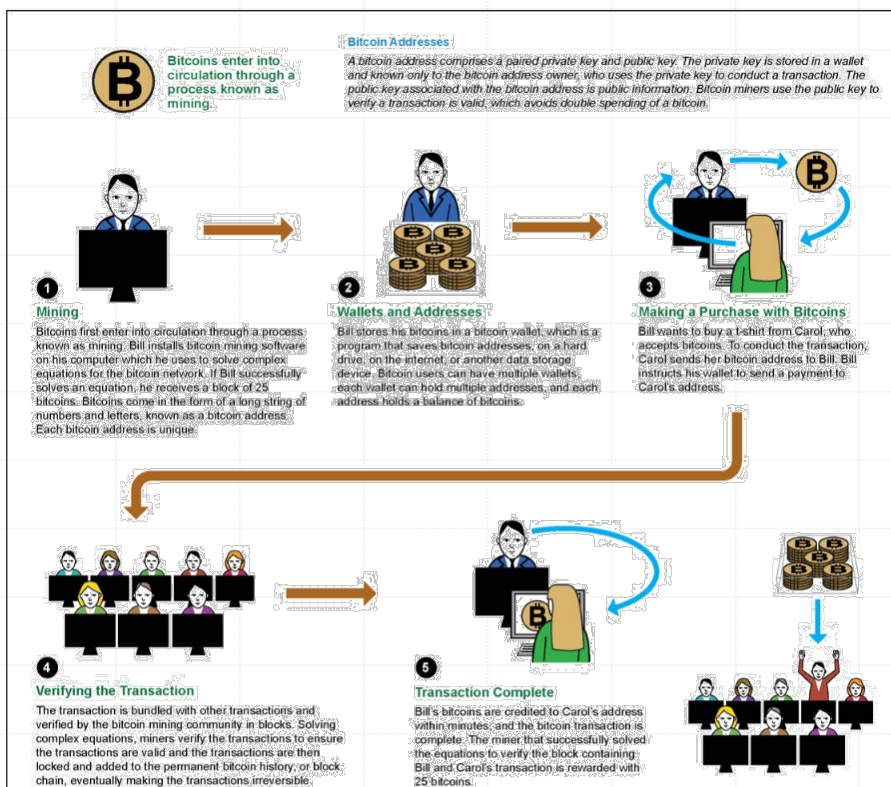 Bitcoins enter into
circulation through a
process known as
mining.
Bitcoin Addresses
A bitcoin address comprises a paired private key and public key. The private key is stored in a wallet
and known only to the bitcoin address owner, who uses the private key to conduct a transaction. The
public key associated with the bitcoin address is public information. Bitcoin miners use the public key to
verify a transaction is valid, which avoids double spending of a bitcoin.
1
Mining
Bitcoins first enter into circulation through a process
known as mining. Bill installs bitcoin mining software
on his computer which he uses to solve complex
equations for the bitcoin network. If Bill successfully
solves an equation, he receives a block of 25
bitcoins. Bitcoins come in the form of a long string of
numbers and letters, known as a bitcoin address.
Each bitcoin address is unique.
2
Wallets and Addresses
Bill stores his bitcoins in a bitcoin wallet, which is a
program that saves bitcoin addresses, on a hard
drive, on the internet, or another data storage
device. Bitcoin users can have multiple wallets,
each wallet can hold multiple addresses, and each
address holds a balance of bitcoins.
3
Making a Purchase with Bitcoins
Bill wants to buy a t-shirt from Carol, who
accepts bitcoins. To conduct the transaction,
Carol sends her bitcoin address to Bill. Bill
instructs his wallet to send a payment to
Carol's address.
4
Verifying the Transaction
The transaction is bundled with other transactions and
verified by the bitcoin mining community in blocks. Solving
complex equations, miners verify the transactions to ensure
the transactions are valid and the transactions are then
locked and added to the permanent bitcoin history, or block
chain, eventually making the transactions irreversible.
5
Transaction Complete
Bill's bitcoins are credited to Carol's address
within minutes, and the bitcoin transaction is
complete. The miner that successfully solved
the equations to verify the block containing
Bill and Carol's transaction is rewarded with
25 bitcoins.